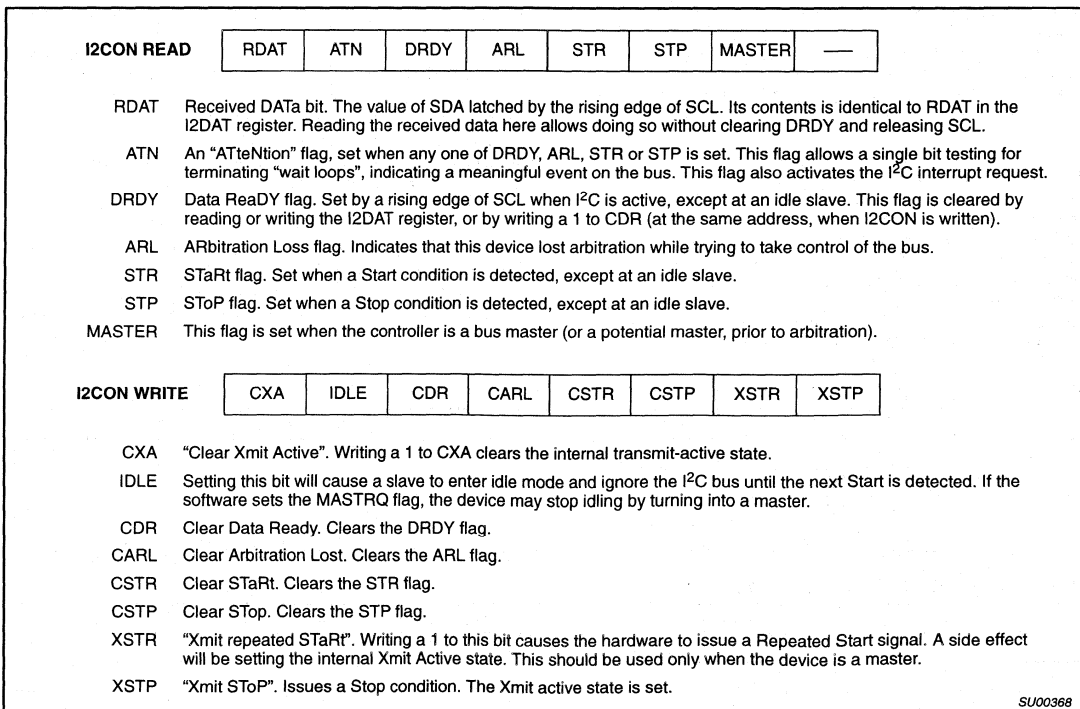 I2CON READ RDAT ATN DRDY ARL STR STP MASTER —
RDAT Received DATa bit. The value of SDA latched by the rising edge of SCL. Its contents is identical to RDAT in the
I2DAT register. Reading the received data here allows doing so without clearing DRDY and releasing SCL.
ATN An "ATteNtion" flag, set when any one of DRDY, ARL, STR or STP is set. This flag allows a single bit testing for
terminating "wait loops", indicating a meaningful event on the bus. This flag also activates the I²C interrupt request.
DRDY Data ReaDY flag. Set by a rising edge of SCL when I²C is active, except at an idle slave. This flag is cleared by
reading or writing the I2DAT register, or by writing a 1 to CDR (at the same address, when I2CON is written).
ARL ARbitration Loss flag. Indicates that this device lost arbitration while trying to take control of the bus.
STR STaRt flag. Set when a Start condition is detected, except at an idle slave.
STP SToP flag. Set when a Stop condition is detected, except at an idle slave.
MASTER This flag is set when the controller is a bus master (or a potential master, prior to arbitration).
I2CON WRITE CXA IDLE CDR CARL CSTR CSTP XSTR XSTP
CXA "Clear Xmit Active". Writing a 1 to CXA clears the internal transmit-active state.
IDLE Setting this bit will cause a slave to enter idle mode and ignore the I²C bus until the next Start is detected. If the
software sets the MASTRQ flag, the device may stop idling by turning into a master.
CDR Clear Data Ready. Clears the DRDY flag.
CARL Clear Arbitration Lost. Clears the ARL flag.
CSTR Clear STaRt. Clears the STR flag.
CSTP Clear STop. Clears the STP flag.
XSTR "Xmit repeated STaRt". Writing a 1 to this bit causes the hardware to issue a Repeated Start signal. A side effect
will be setting the internal Xmit Active state. This should be used only when the device is a master.
XSTP "Xmit SToP". Issues a Stop condition. The Xmit active state is set.
SU00368